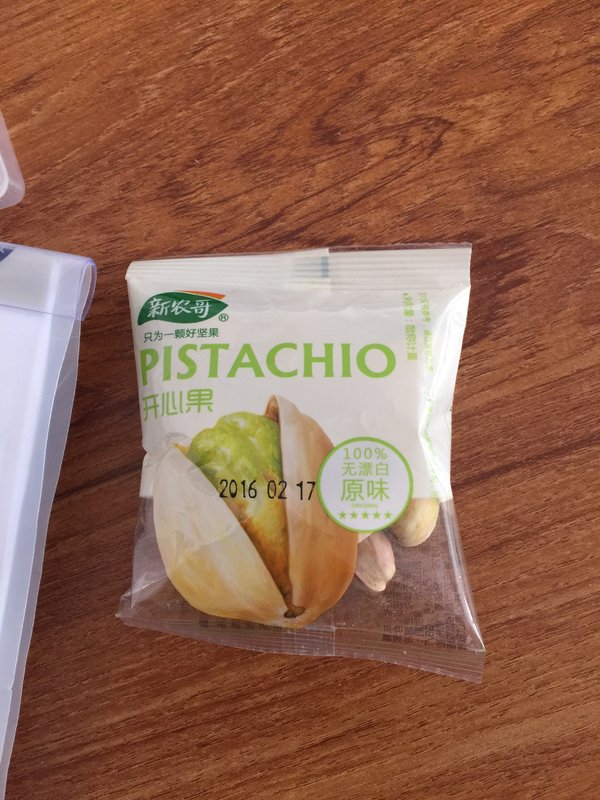 新农哥®
只为一颗好坚果
PISTACHIO
开心果
2016 02 17
100%
无漂白
原味
ORIGINAL